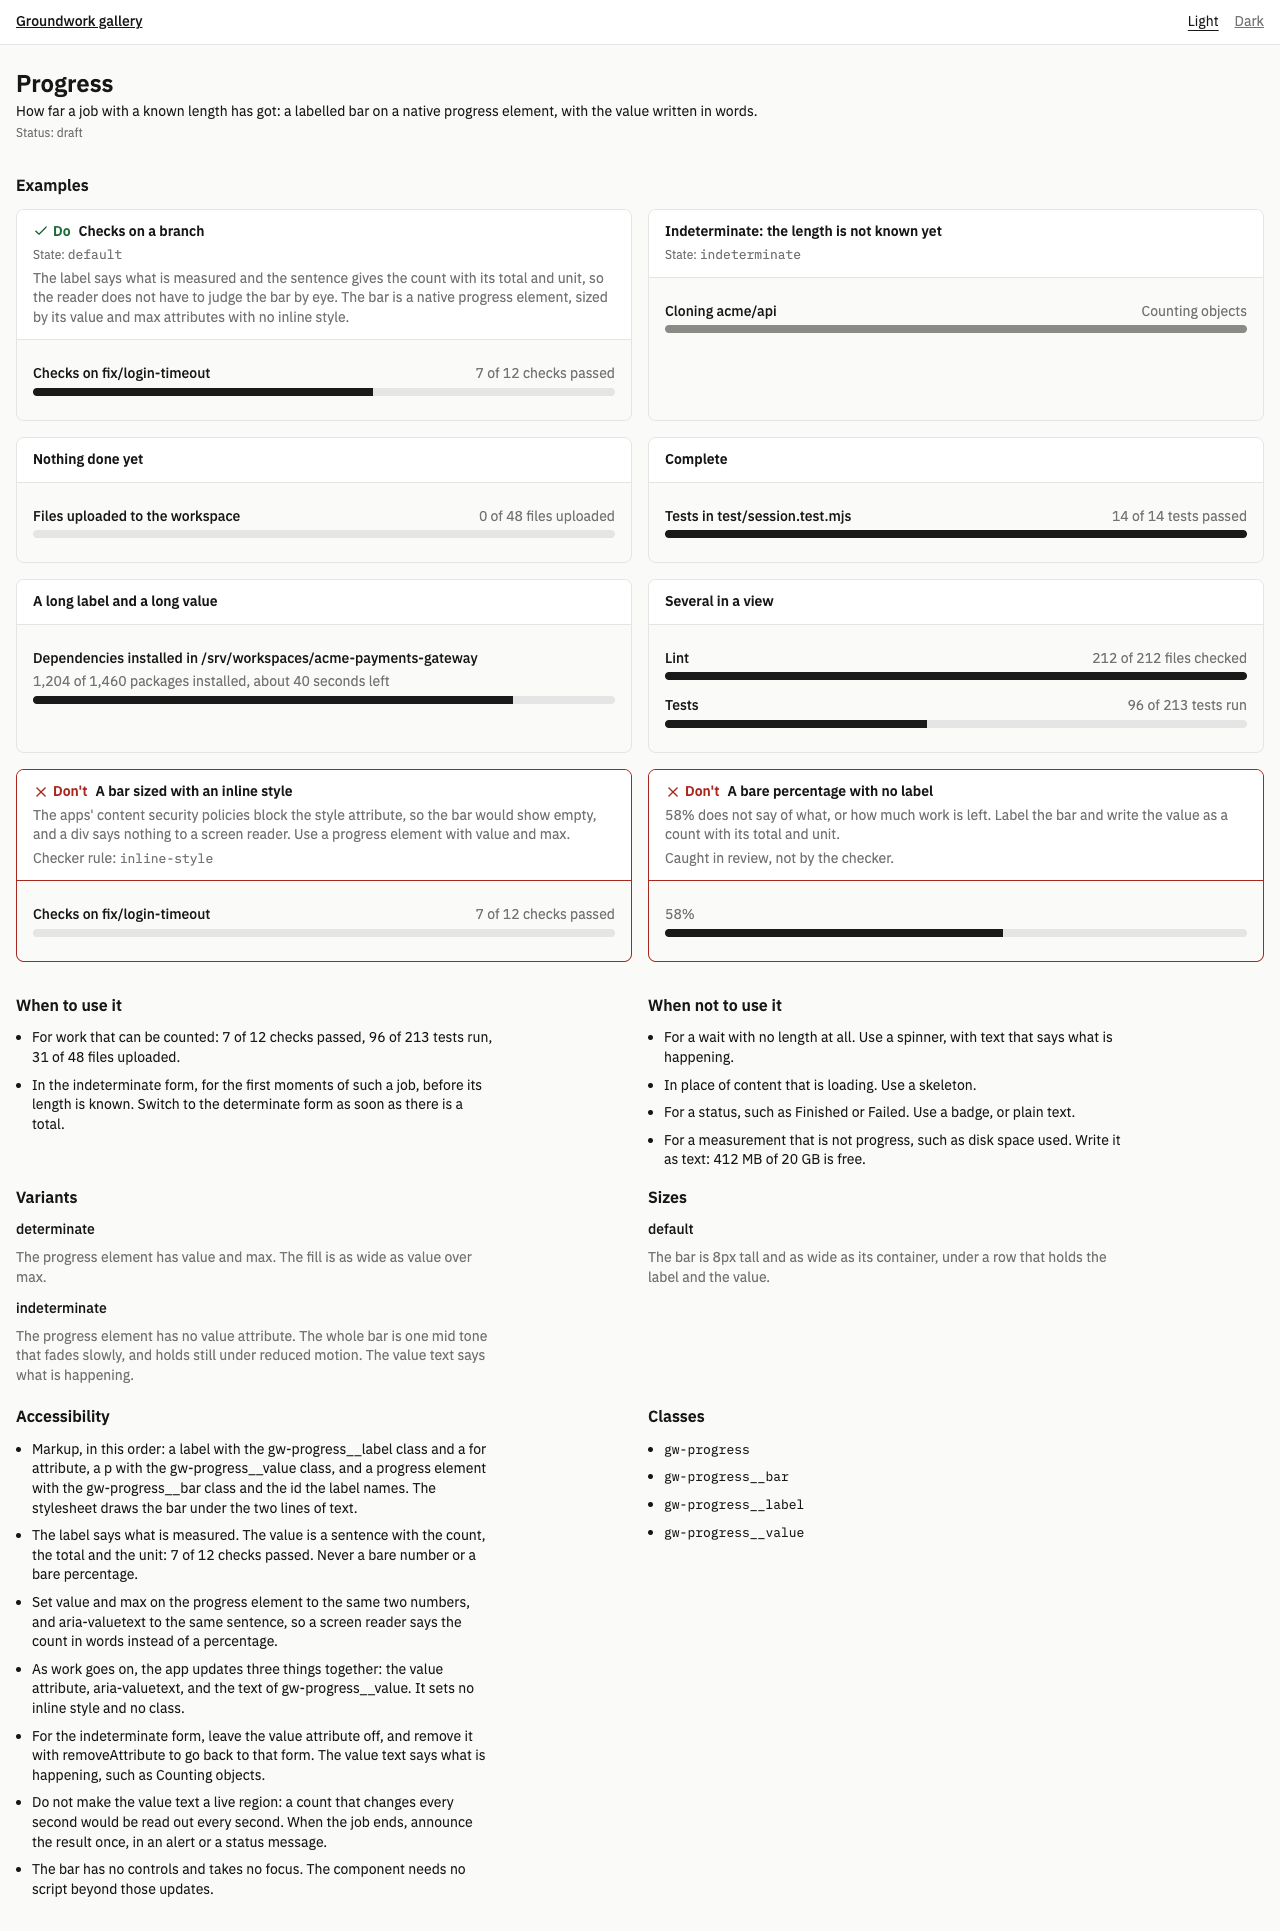 Groundwork gallery
Light Dark
Progress
How far a job with a known length has got: a labelled bar on a native progress element, with the value written in words.
Status: draft
Examples
Do Checks on a branch
State: default
The label says what is measured and the sentence gives the count with its total and unit, so
the reader does not have to judge the bar by eye. The bar is a native progress element, sized
by its value and max attributes with no inline style.
Checks on fix/login-timeout 7 of 12 checks passed
Indeterminate: the length is not known yet
State: indeterminate
Cloning acme/api Counting objects
Nothing done yet
Files uploaded to the workspace 0 of 48 files uploaded
Complete
Tests in test/session.test.mjs 14 of 14 tests passed
A long label and a long value
Dependencies installed in /srv/workspaces/acme-payments-gateway
1,204 of 1,460 packages installed, about 40 seconds left
Several in a view
Lint 212 of 212 files checked
Tests 96 of 213 tests run
Don't A bar sized with an inline style
The apps' content security policies block the style attribute, so the bar would show empty,
and a div says nothing to a screen reader. Use a progress element with value and max.
Checker rule: inline-style
Checks on fix/login-timeout 7 of 12 checks passed
Don't A bare percentage with no label
58% does not say of what, or how much work is left. Label the bar and write the value as a
count with its total and unit.
Caught in review, not by the checker.
58%
When to use it
For work that can be counted: 7 of 12 checks passed, 96 of 213 tests run,
31 of 48 files uploaded.
In the indeterminate form, for the first moments of such a job, before its
length is known. Switch to the determinate form as soon as there is a
total.
When not to use it
For a wait with no length at all. Use a spinner, with text that says what is
happening.
In place of content that is loading. Use a skeleton.
For a status, such as Finished or Failed. Use a badge, or plain text.
For a measurement that is not progress, such as disk space used. Write it
as text: 412 MB of 20 GB is free.
Variants
determinate
The progress element has value and max. The fill is as wide as value over
max.
indeterminate
The progress element has no value attribute. The whole bar is one mid tone
that fades slowly, and holds still under reduced motion. The value text says
what is happening.
Sizes
default
The bar is 8px tall and as wide as its container, under a row that holds the
label and the value.
Accessibility
Markup, in this order: a label with the gw-progress__label class and a for
attribute, a p with the gw-progress__value class, and a progress element
with the gw-progress__bar class and the id the label names. The
stylesheet draws the bar under the two lines of text.
The label says what is measured. The value is a sentence with the count,
the total and the unit: 7 of 12 checks passed. Never a bare number or a
bare percentage.
Set value and max on the progress element to the same two numbers,
and aria-valuetext to the same sentence, so a screen reader says the
count in words instead of a percentage.
As work goes on, the app updates three things together: the value
attribute, aria-valuetext, and the text of gw-progress__value. It sets no
inline style and no class.
For the indeterminate form, leave the value attribute off, and remove it
with removeAttribute to go back to that form. The value text says what is
happening, such as Counting objects.
Do not make the value text a live region: a count that changes every
second would be read out every second. When the job ends, announce
the result once, in an alert or a status message.
The bar has no controls and takes no focus. The component needs no
script beyond those updates.
Classes
gw-progress
gw-progress__bar
gw-progress__label
gw-progress__value